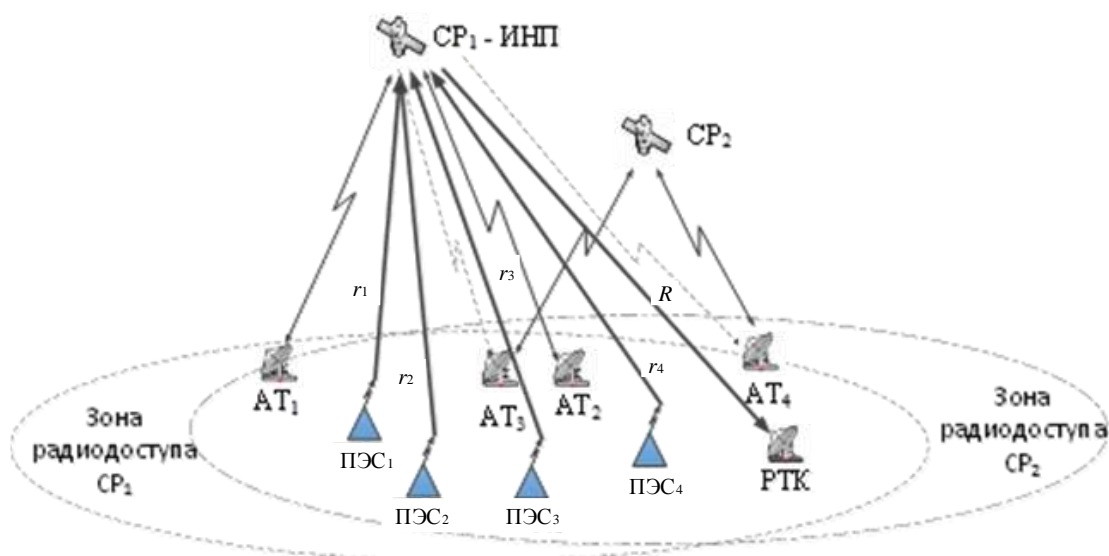 СР₁ - ИНП
СР₂
r₁
r₃
R
r₂
r₄
АТ₁
АТ₃
АТ₂
АТ₄
Зона
радиодоступа
СР₁
Зона
радиодоступа
СР₂
ПЭС₁
ПЭС₂
ПЭС₃
ПЭС₄
РТК